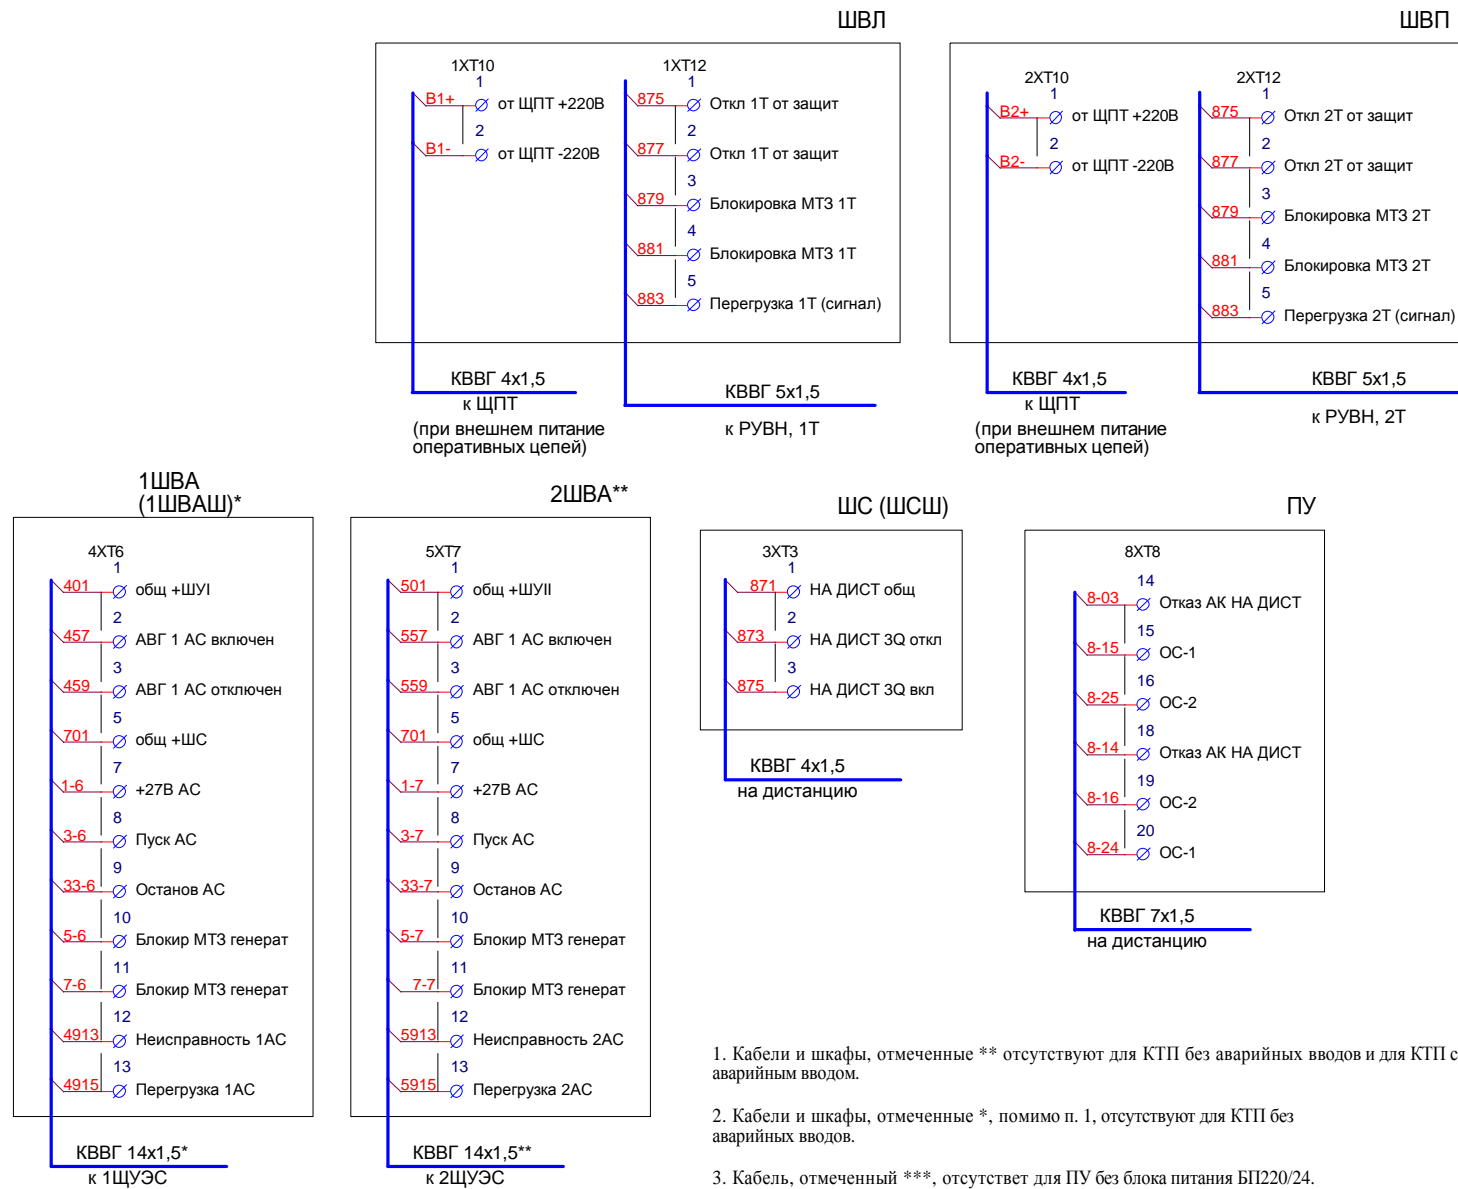 ШВЛ
1XT10
1
B1+ от ЩПТ +220В
2
B1- от ЩПТ -220В
1XT12
1
875 Откл 1Т от защит
2
877 Откл 1Т от защит
3
879 Блокировка МТЗ 1Т
4
881 Блокировка МТЗ 1Т
5
883 Перегрузка 1Т (сигнал)
КВВГ 4х1,5
к ЩПТ
(при внешнем питание
оперативных цепей)
КВВГ 5х1,5
к РУВН, 1Т
ШВП
2XT10
1
B2+ от ЩПТ +220В
2
B2- от ЩПТ -220В
2XT12
1
875 Откл 2Т от защит
2
877 Откл 2Т от защит
3
879 Блокировка МТЗ 2Т
4
881 Блокировка МТЗ 2Т
5
883 Перегрузка 2Т (сигнал)
КВВГ 4х1,5
к ЩПТ
(при внешнем питание
оперативных цепей)
КВВГ 5х1,5
к РУВН, 2Т
1ШВА
(1ШВАШ)*
4XT6
1
401 общ +ШУI
2
457 АВГ 1 АС включен
3
459 АВГ 1 АС отключен
5
701 общ +ШС
7
1-6 +27В АС
8
3-6 Пуск АС
9
33-6 Останов АС
10
5-6 Блокир МТЗ генерат
11
7-6 Блокир МТЗ генерат
12
4913 Неисправность 1АС
13
4915 Перегрузка 1АС
КВВГ 14х1,5*
к 1ЩУЭС
2ШВА**
5XT7
1
501 общ +ШУII
2
557 АВГ 1 АС включен
3
559 АВГ 1 АС отключен
5
701 общ +ШС
7
1-7 +27В АС
8
3-7 Пуск АС
9
33-7 Останов АС
10
5-7 Блокир МТЗ генерат
11
7-7 Блокир МТЗ генерат
12
5913 Неисправность 2АС
13
5915 Перегрузка 2АС
КВВГ 14х1,5**
к 2ЩУЭС
ШС (ШСШ)
3XT3
1
871 НА ДИСТ общ
2
873 НА ДИСТ 3Q откл
3
875 НА ДИСТ 3Q вкл
КВВГ 4х1,5
на дистанцию
ПУ
8XT8
14
8-03 Отказ АК НА ДИСТ
15
8-15 ОС-1
16
8-25 ОС-2
18
8-14 Отказ АК НА ДИСТ
19
8-16 ОС-2
20
8-24 ОС-1
КВВГ 7х1,5
на дистанцию
1. Кабели и шкафы, отмеченные ** отсутствуют для КТП без аварийных вводов и для КТП с
аварийным вводом.
2. Кабели и шкафы, отмеченные *, помимо п. 1, отсутствуют для КТП без
аварийных вводов.
3. Кабель, отмеченный ***, отсутствет для ПУ без блока питания БП220/24.